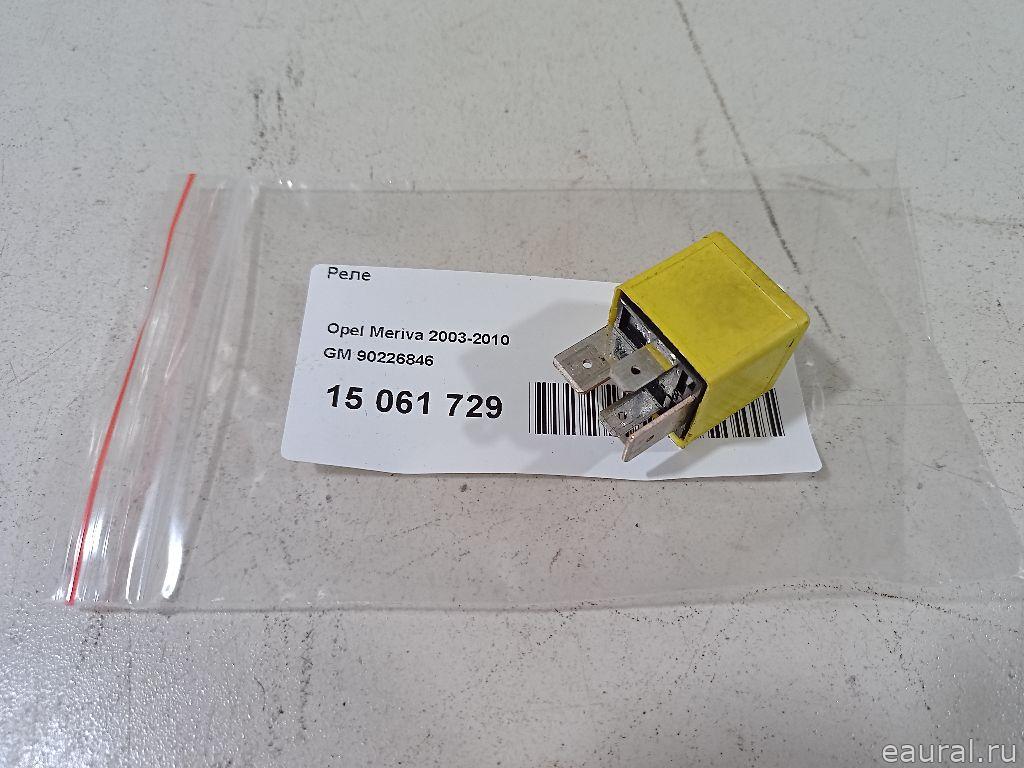 Реле
Opel Meriva 2003-2010
GM 90226846
15 061 729
eaural.ru